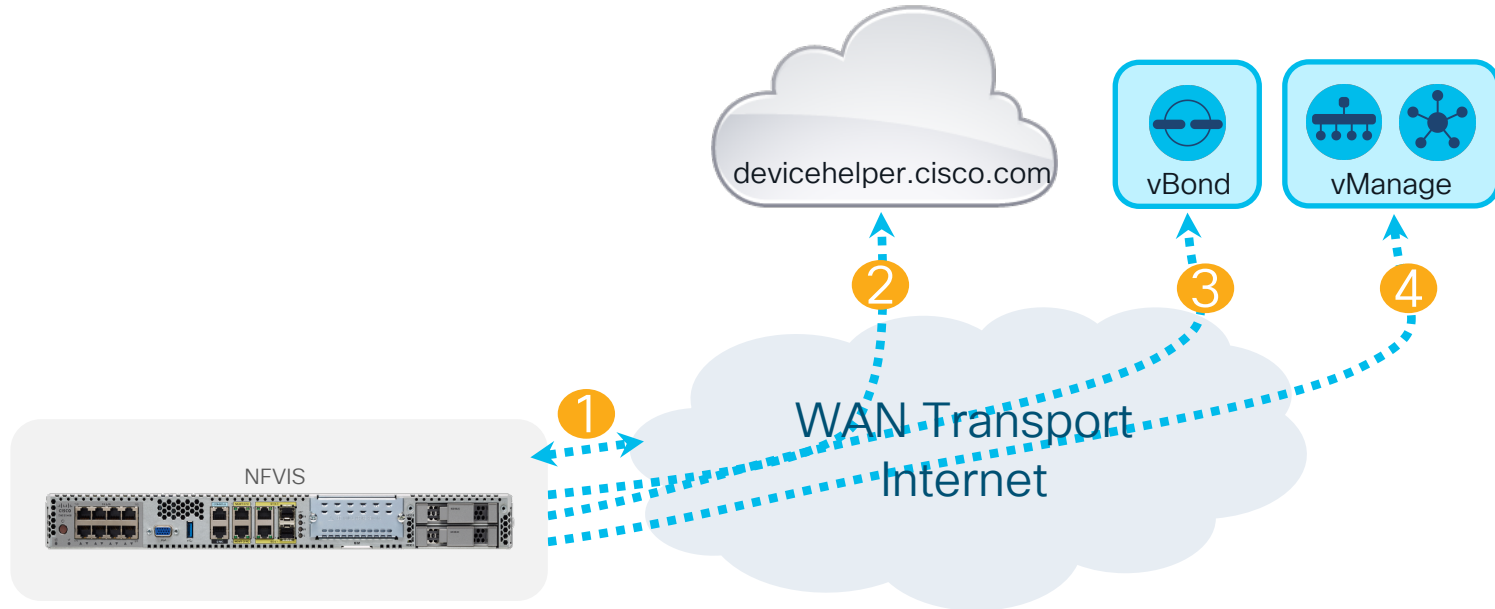 devicehelper.cisco.com
vBond
vManage
2
3
4
1
WAN Transport
Internet
NFVIS